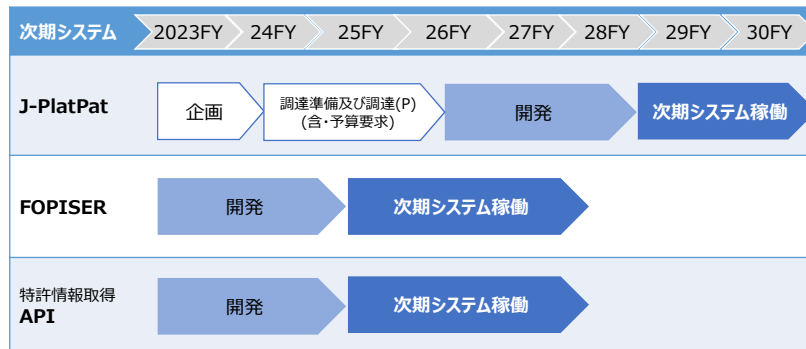 次期システム 2023FY 24FY 25FY 26FY 27FY 28FY 29FY 30FY
J-PlatPat 企画 調達準備及び調達(P) 開発 次期システム稼働
(含・予算要求)
FOPISER 開発 次期システム稼働
特許情報取得
API 開発 次期システム稼働